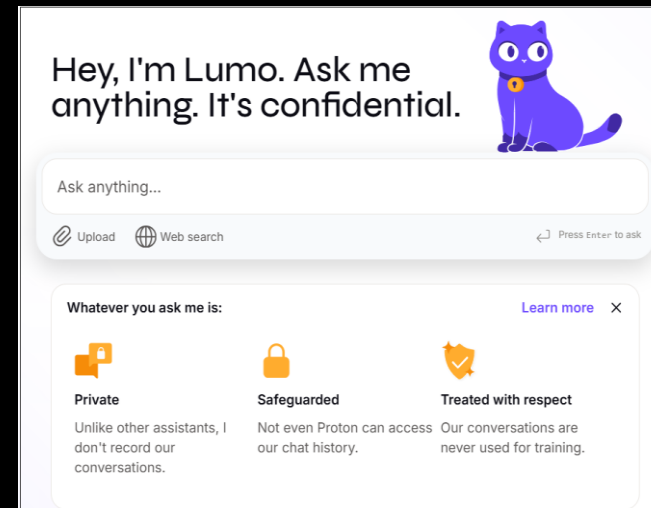 Hey, I'm Lumo. Ask me
anything. It's confidential.
Ask anything...
Upload
Web search
Press Enter to ask
Whatever you ask me is:
Learn more
Private
Unlike other assistants, I
don't record our
conversations.
Safeguarded
Not even Proton can access
our chat history.
Treated with respect
Our conversations are
never used for training.